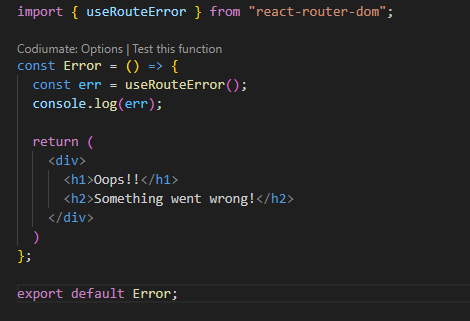 import { useRouteError } from "react-router-dom";
Codiumate: Options | Test this function
const Error = () => {
const err = useRouteError();
console.log(err);
return (
<div>
<h1>Oops!!</h1>
<h2>Something went wrong!</h2>
</div>
)
};
export default Error;